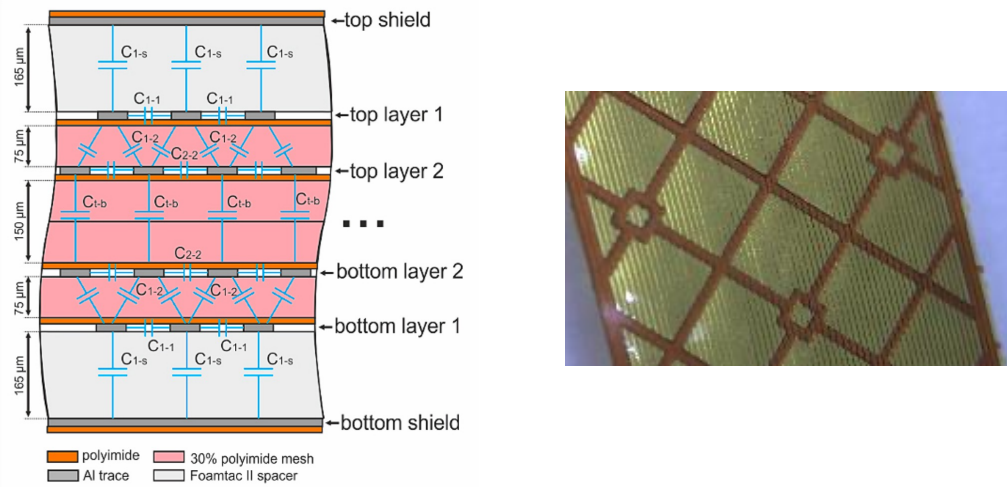 top shield
165 µm
C1-s C1-s C1-s
C1-1 C1-1
top layer 1
75 µm
C1-2 C1-2
C2-2
top layer 2
150 µm
Ct-b Ct-b Ct-b Ct-b
...
C2-2
bottom layer 2
75 µm
C1-2 C1-2
bottom layer 1
C1-1 C1-1
165 µm
C1-s C1-s C1-s
bottom shield
polyimide
30% polyimide mesh
Al trace
Foamtac II spacer